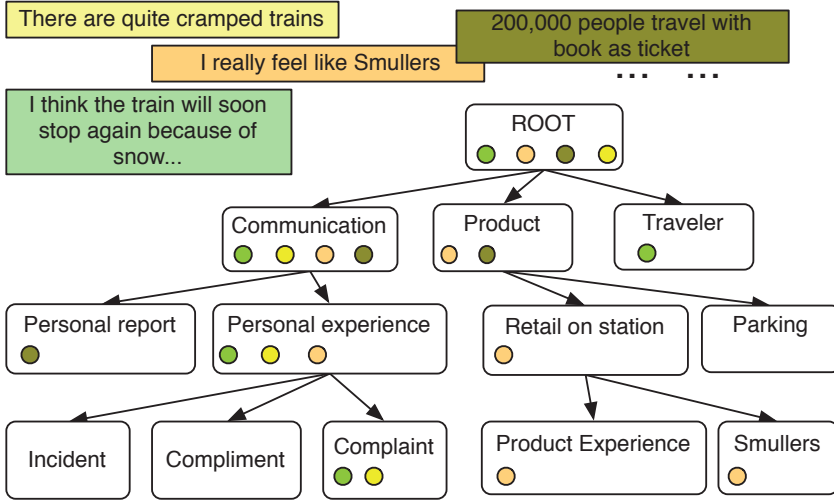 There are quite cramped trains
200,000 people travel with
book as ticket
I really feel like Smullers
... ...
I think the train will soon
stop again because of
snow...
ROOT
Communication
Product
Traveler
Personal report
Personal experience
Retail on station
Parking
Incident
Compliment
Complaint
Product Experience
Smullers